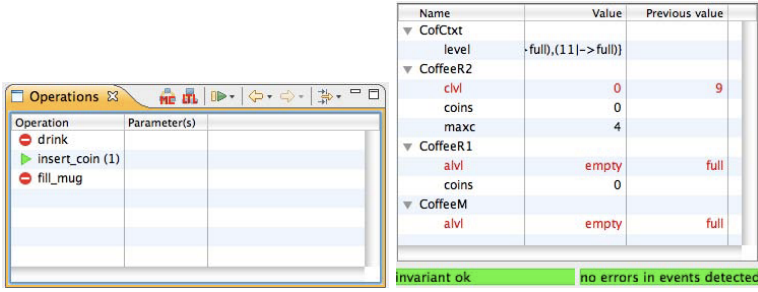 Operations
MC LTL
Operation Parameter(s)
drink
insert_coin (1)
fill_mug
Name Value Previous value
CofCtxt
level ·full),(11|->full)}
CoffeeR2
clvl 0 9
coins 0
maxc 4
CoffeeR1
alvl empty full
coins 0
CoffeeM
alvl empty full
invariant ok no errors in events detected